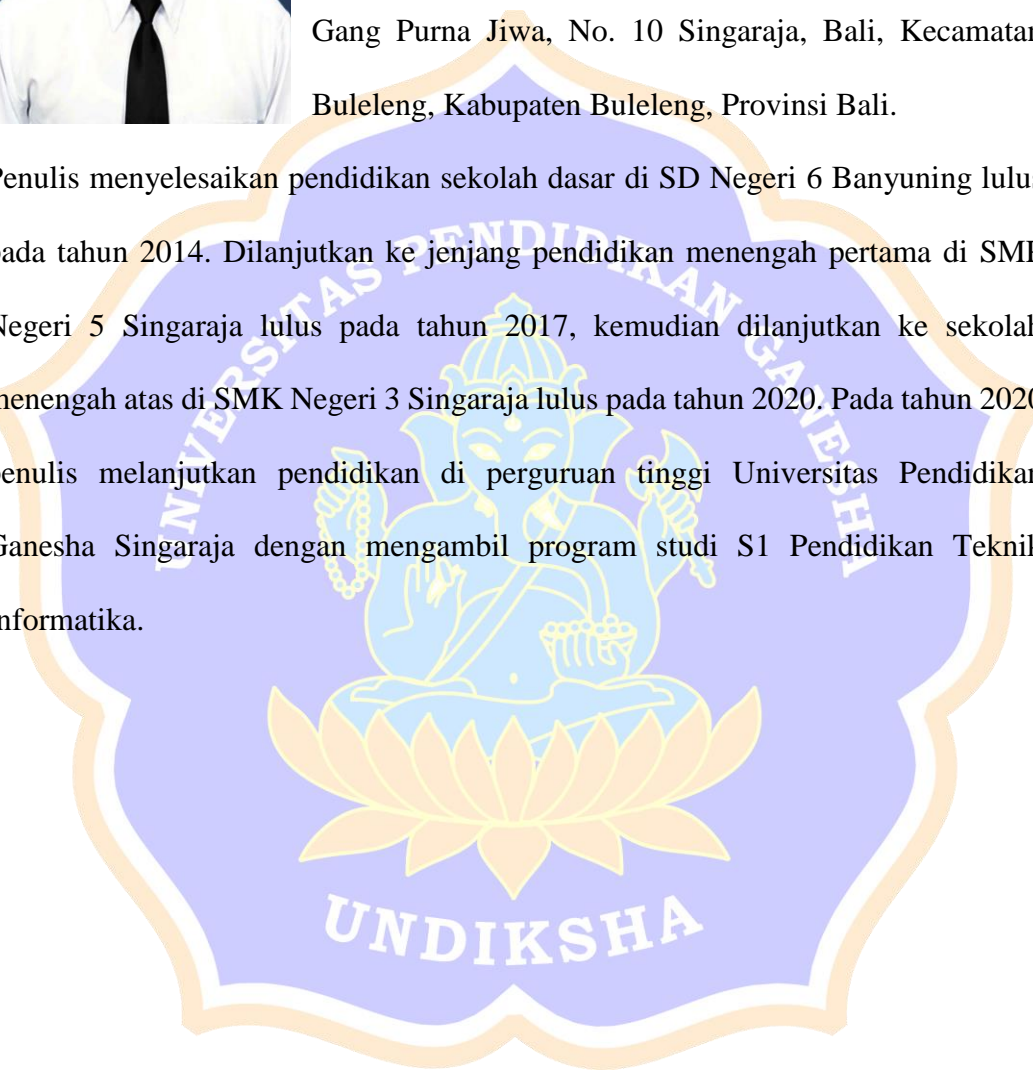 Gang Purna Jiwa, No. 10 Singaraja, Bali, Kecamatan
Buleleng, Kabupaten Buleleng, Provinsi Bali.
Penulis menyelesaikan pendidikan sekolah dasar di SD Negeri 6 Banyuning lulus
pada tahun 2014. Dilanjutkan ke jenjang pendidikan menengah pertama di SMP
Negeri 5 Singaraja lulus pada tahun 2017, kemudian dilanjutkan ke sekolah
menengah atas di SMK Negeri 3 Singaraja lulus pada tahun 2020. Pada tahun 2020
penulis melanjutkan pendidikan di perguruan tinggi Universitas Pendidikan
Ganesha Singaraja dengan mengambil program studi S1 Pendidikan Teknik
Informatika.
UNIVERSITAS PENDIDIKAN GANESHA
UNDIKSHA